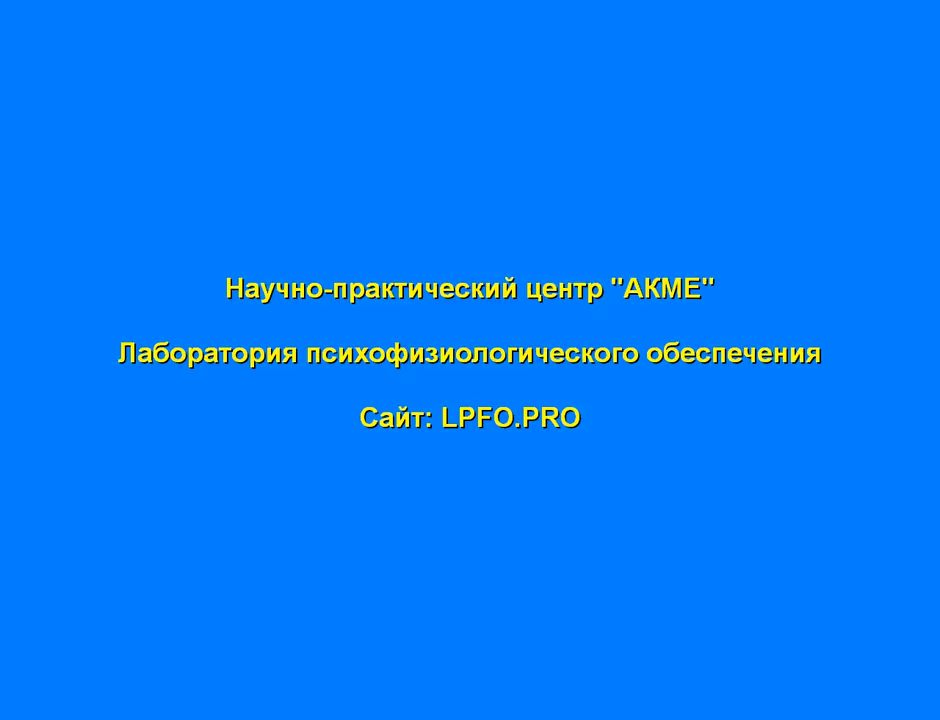 Научно-практический центр "АКМЕ"
Лаборатория психофизиологического обеспечения
Сайт: LPFO.PRO